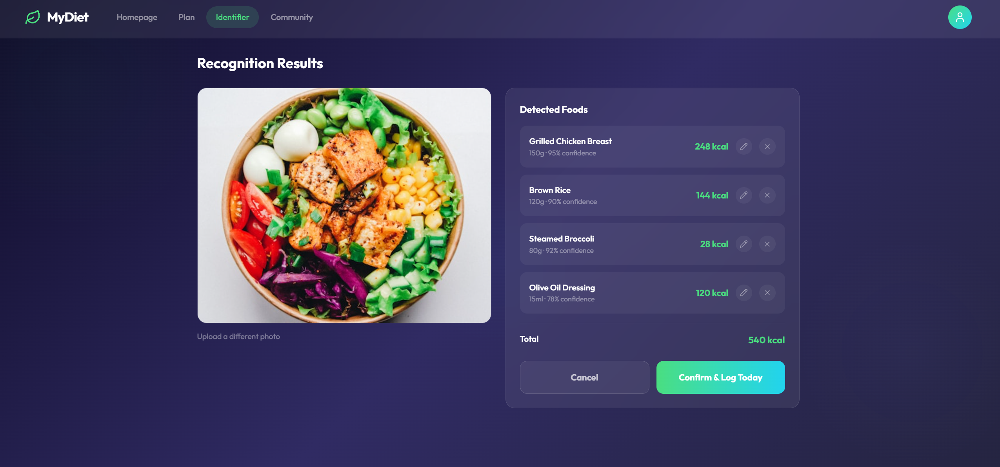 MyDiet
Homepage
Plan
Identifier
Community
Recognition Results
Upload a different photo
Detected Foods
Grilled Chicken Breast
150g · 95% confidence
248 kcal
Brown Rice
120g · 90% confidence
144 kcal
Steamed Broccoli
80g · 92% confidence
28 kcal
Olive Oil Dressing
15ml · 78% confidence
120 kcal
Total
540 kcal
Cancel
Confirm & Log Today